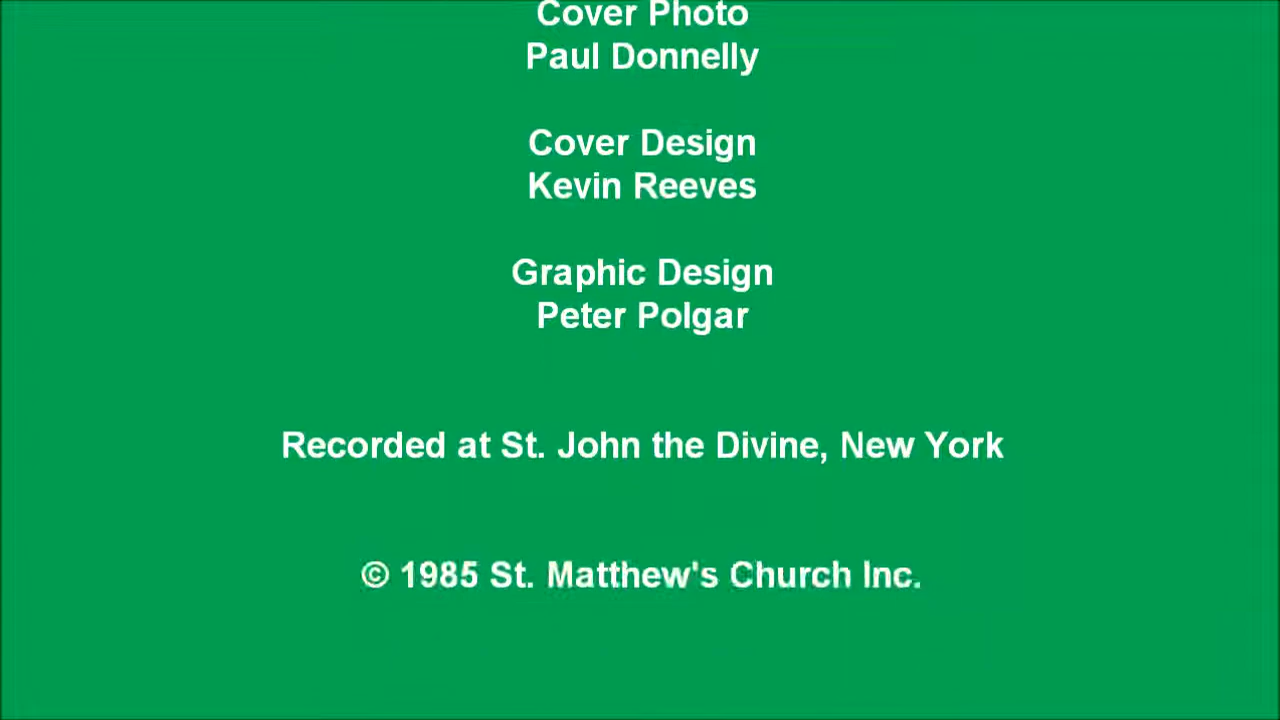 Cover Photo
Paul Donnelly
Cover Design
Kevin Reeves
Graphic Design
Peter Polgar
Recorded at St. John the Divine, New York
© 1985 St. Matthew's Church Inc.